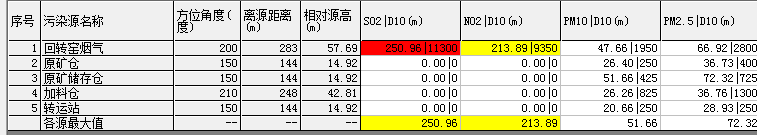 序号 污染源名称 方位角度(度) 离源距离(m) 相对源高(m) SO2|D10(m) NO2|D10(m) PM10|D10(m) PM2.5|D10(m)
1 回转窑烟气 200 283 57.69 250.96|11300 213.89|9350 47.66|1950 66.92|2800
2 原矿仓 150 144 14.92 0.00|0 0.00|0 26.40|250 36.73|400
3 原矿储存仓 150 144 14.92 0.00|0 0.00|0 51.66|425 72.32|725
4 加料仓 210 248 42.81 0.00|0 0.00|0 26.26|825 36.76|1300
5 转运站 150 144 14.92 0.00|0 0.00|0 20.66|250 28.93|250
各源最大值 -- -- -- 250.96 213.89 51.66 72.32